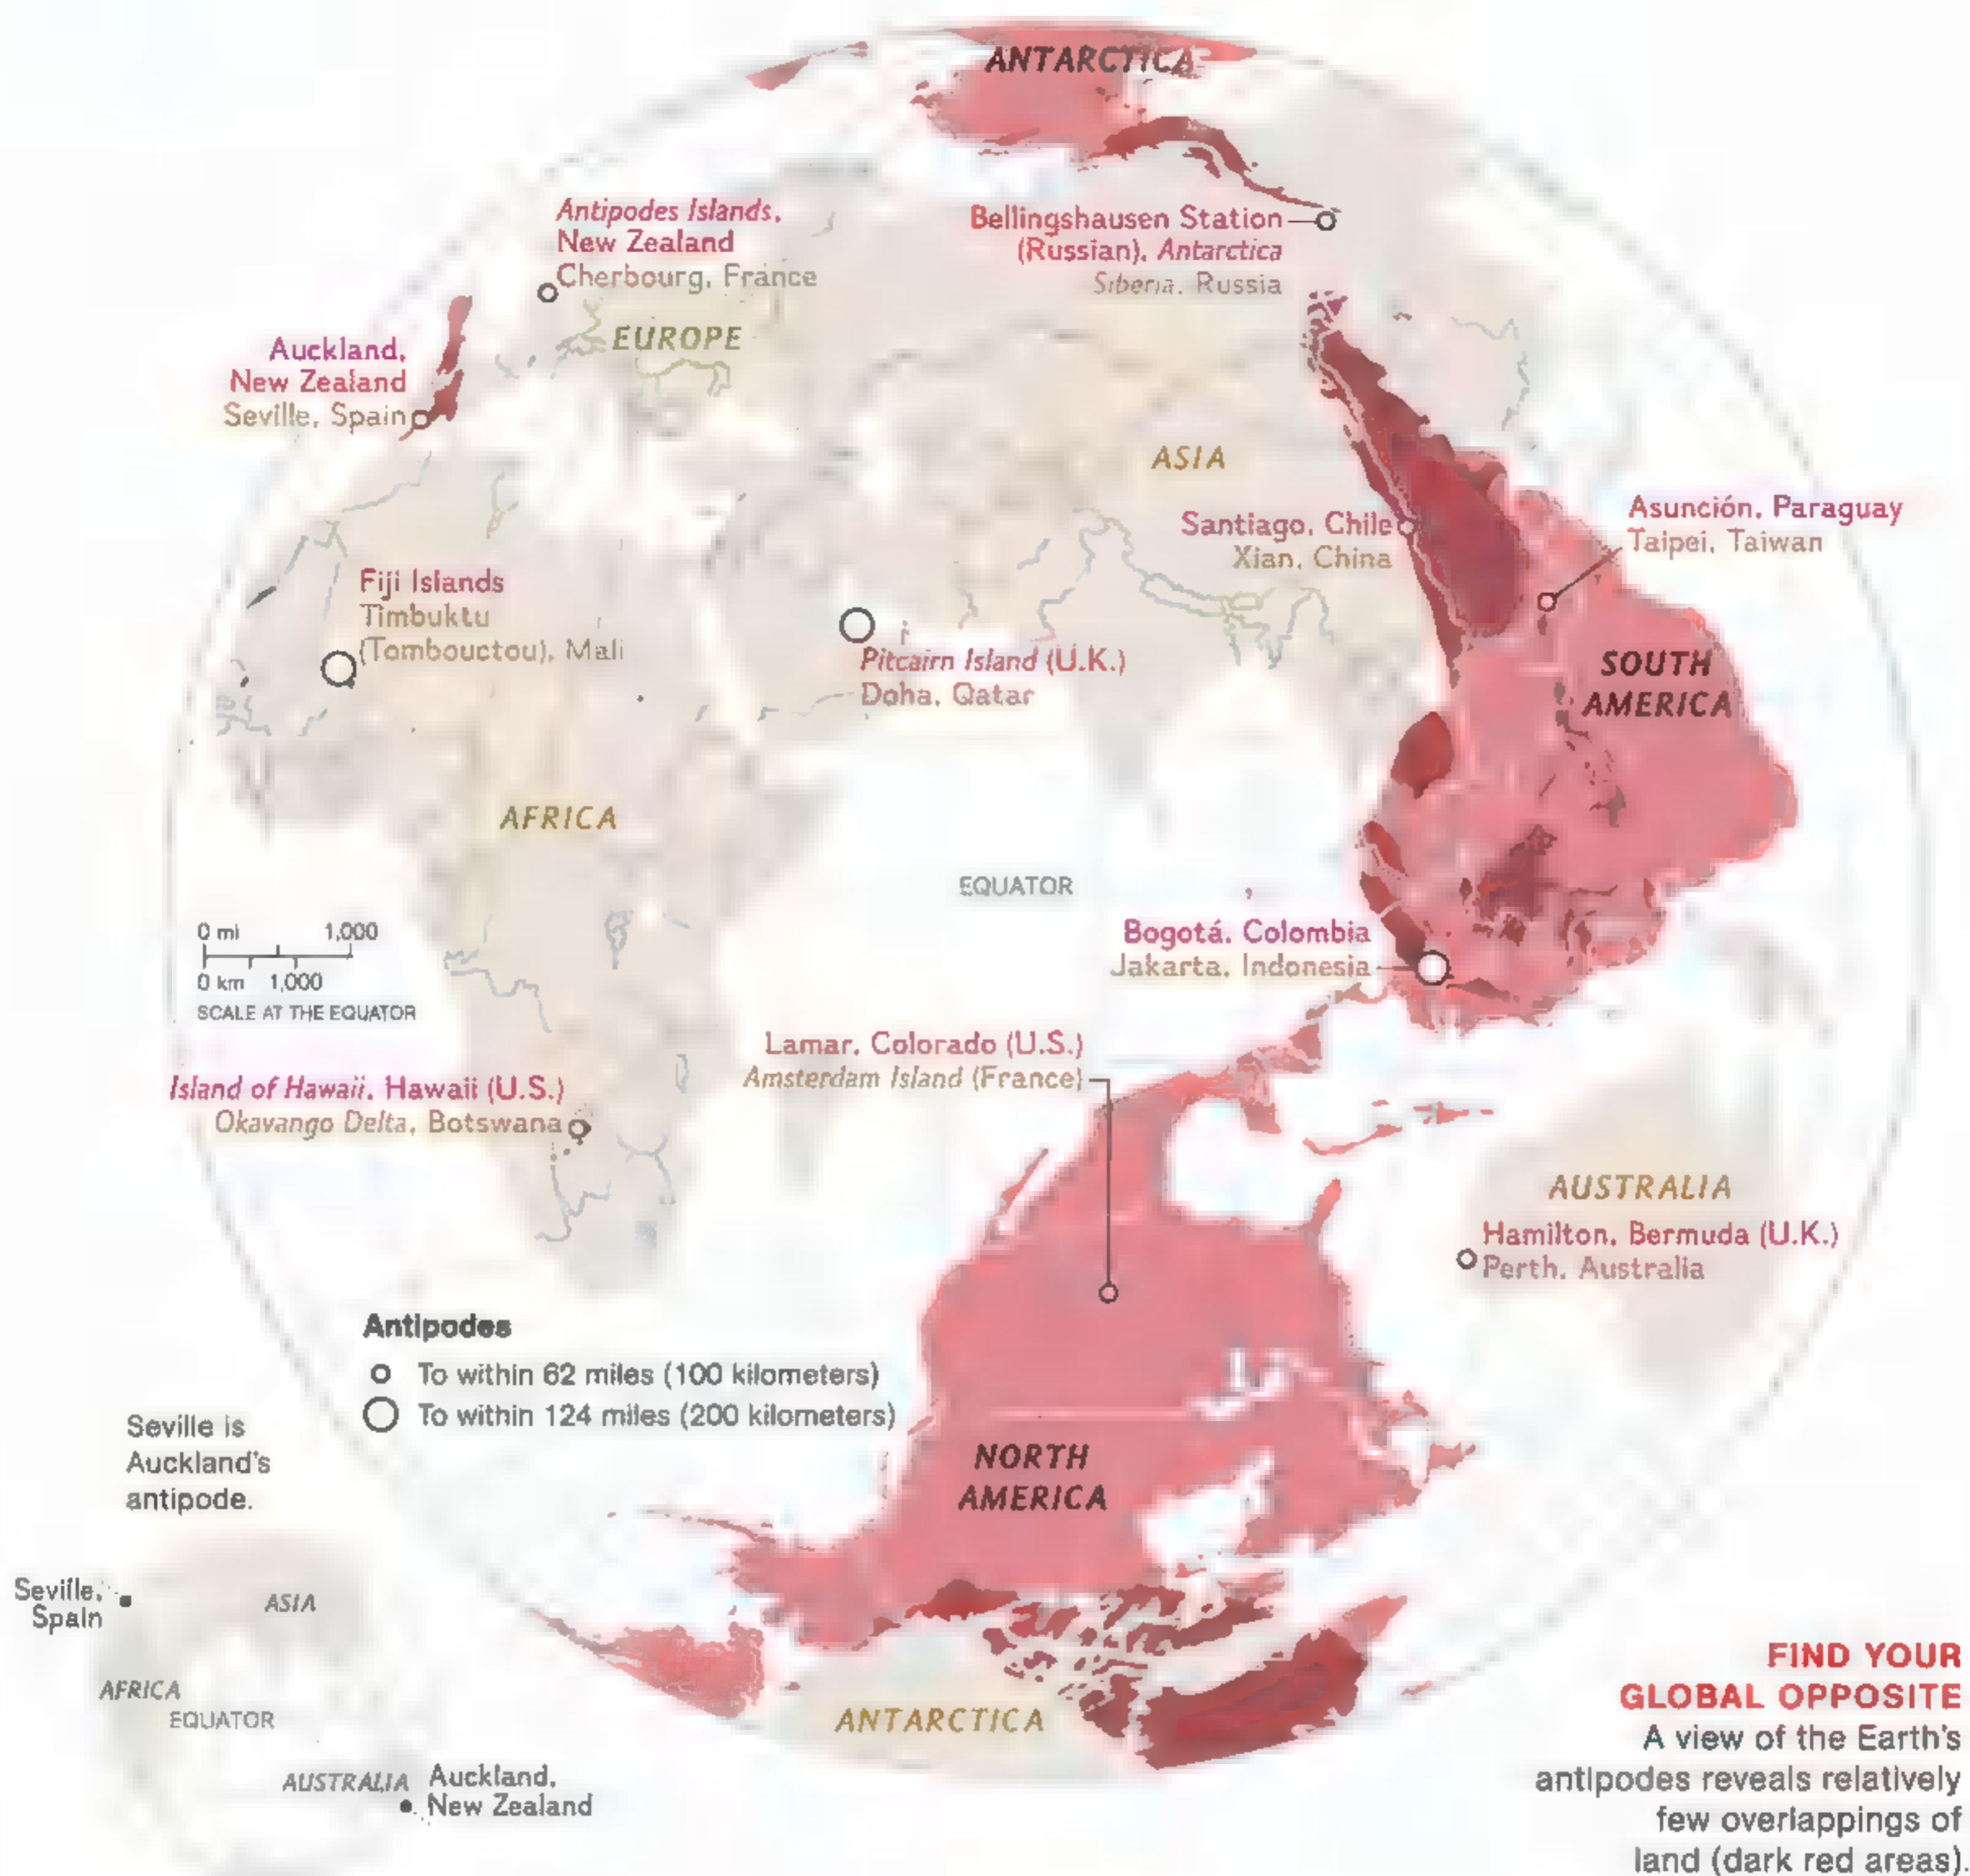 ANTARCTICA
Antipodes Islands,
New Zealand
Cherbourg, France
Bellingshausen Station
(Russian), Antarctica
Siberia, Russia
EUROPE
Auckland,
New Zealand
Seville, Spain
ASIA
Santiago, Chile
Xian, China
Asunción, Paraguay
Taipei, Taiwan
Fiji Islands
Timbuktu
(Tombouctou), Mali
Pitcairn Island (U.K.)
Doha, Qatar
SOUTH
AMERICA
AFRICA
EQUATOR
Bogotá, Colombia
Jakarta, Indonesia
0 mi 1,000
0 km 1,000
SCALE AT THE EQUATOR
Lamar, Colorado (U.S.)
Amsterdam Island (France)
Island of Hawaii, Hawaii (U.S.)
Okavango Delta, Botswana
AUSTRALIA
Hamilton, Bermuda (U.K.)
Perth, Australia
Antipodes
To within 62 miles (100 kilometers)
To within 124 miles (200 kilometers)
NORTH
AMERICA
Seville is
Auckland's
antipode.
Seville,
Spain
ASIA
AFRICA
EQUATOR
AUSTRALIA
Auckland,
New Zealand
ANTARCTICA
FIND YOUR
GLOBAL OPPOSITE
A view of the Earth's
antipodes reveals relatively
few overlappings of
land (dark red areas).